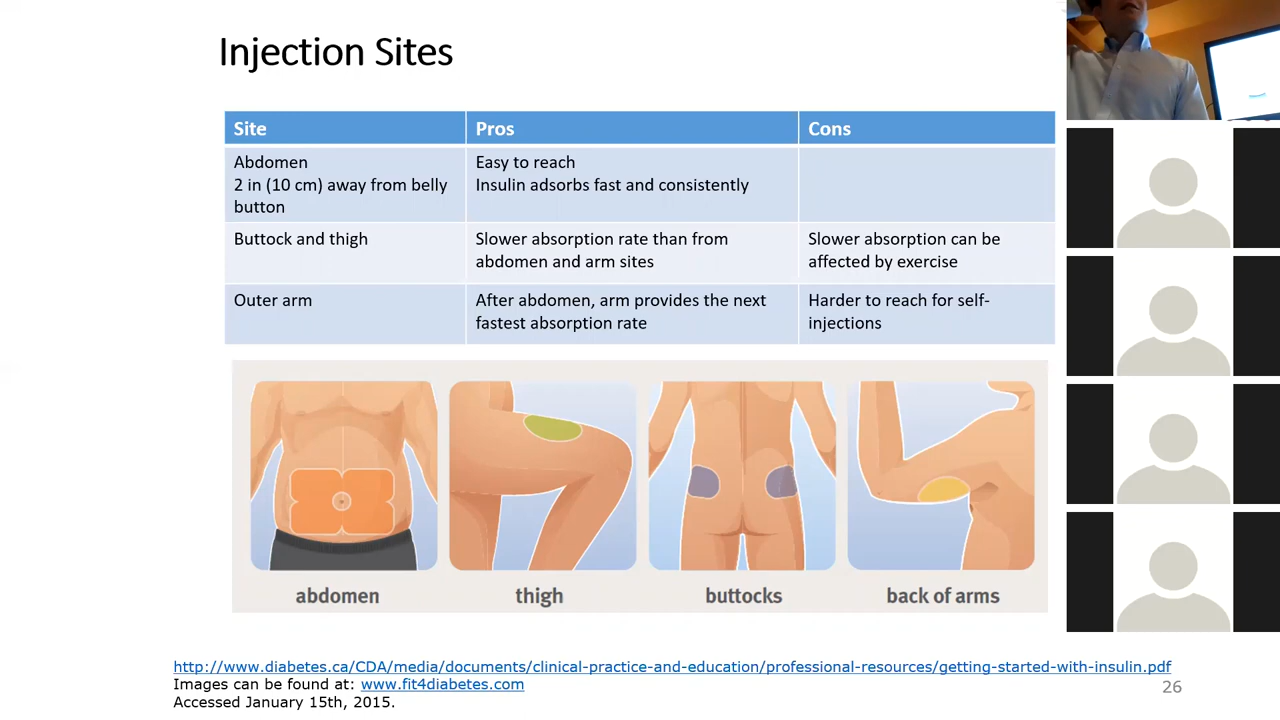 Injection Sites
Site Pros Cons
Abdomen
2 in (10 cm) away from belly
button
Easy to reach
Insulin adsorbs fast and consistently
Buttock and thigh
Slower absorption rate than from
abdomen and arm sites
Slower absorption can be
affected by exercise
Outer arm
After abdomen, arm provides the next
fastest absorption rate
Harder to reach for self-
injections
abdomen
thigh
buttocks
back of arms
http://www.diabetes.ca/CDA/media/documents/clinical-practice-and-education/professional-resources/getting-started-with-insulin.pdf
Images can be found at: www.fit4diabetes.com
Accessed January 15th, 2015.
26